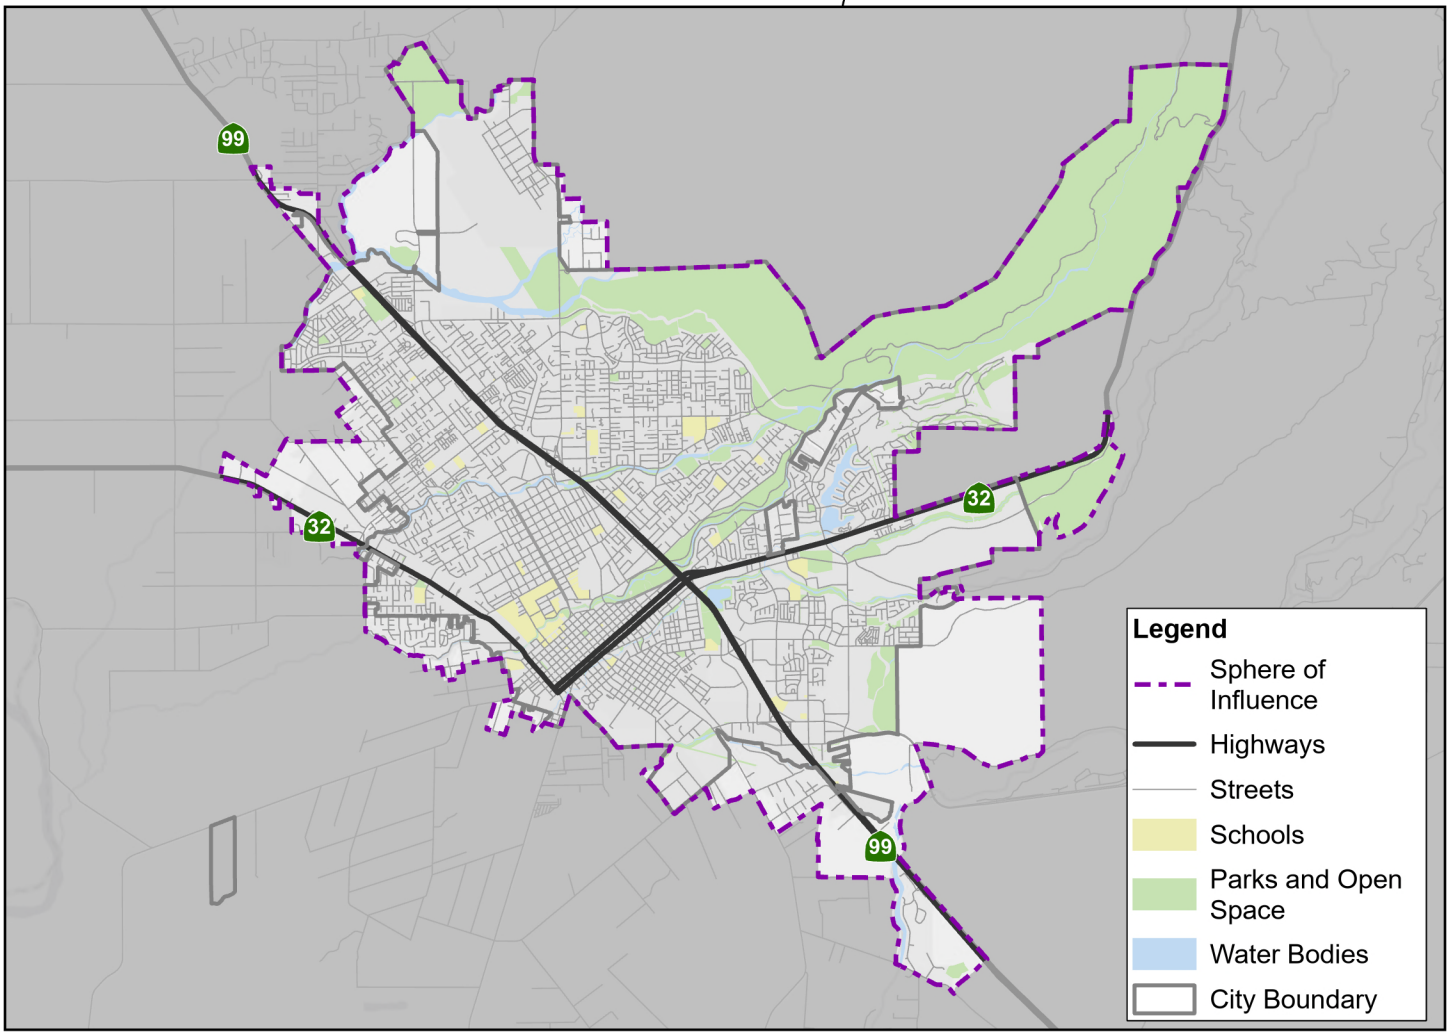 99
32
32
99
Legend
Sphere of
Influence
Highways
Streets
Schools
Parks and Open
Space
Water Bodies
City Boundary